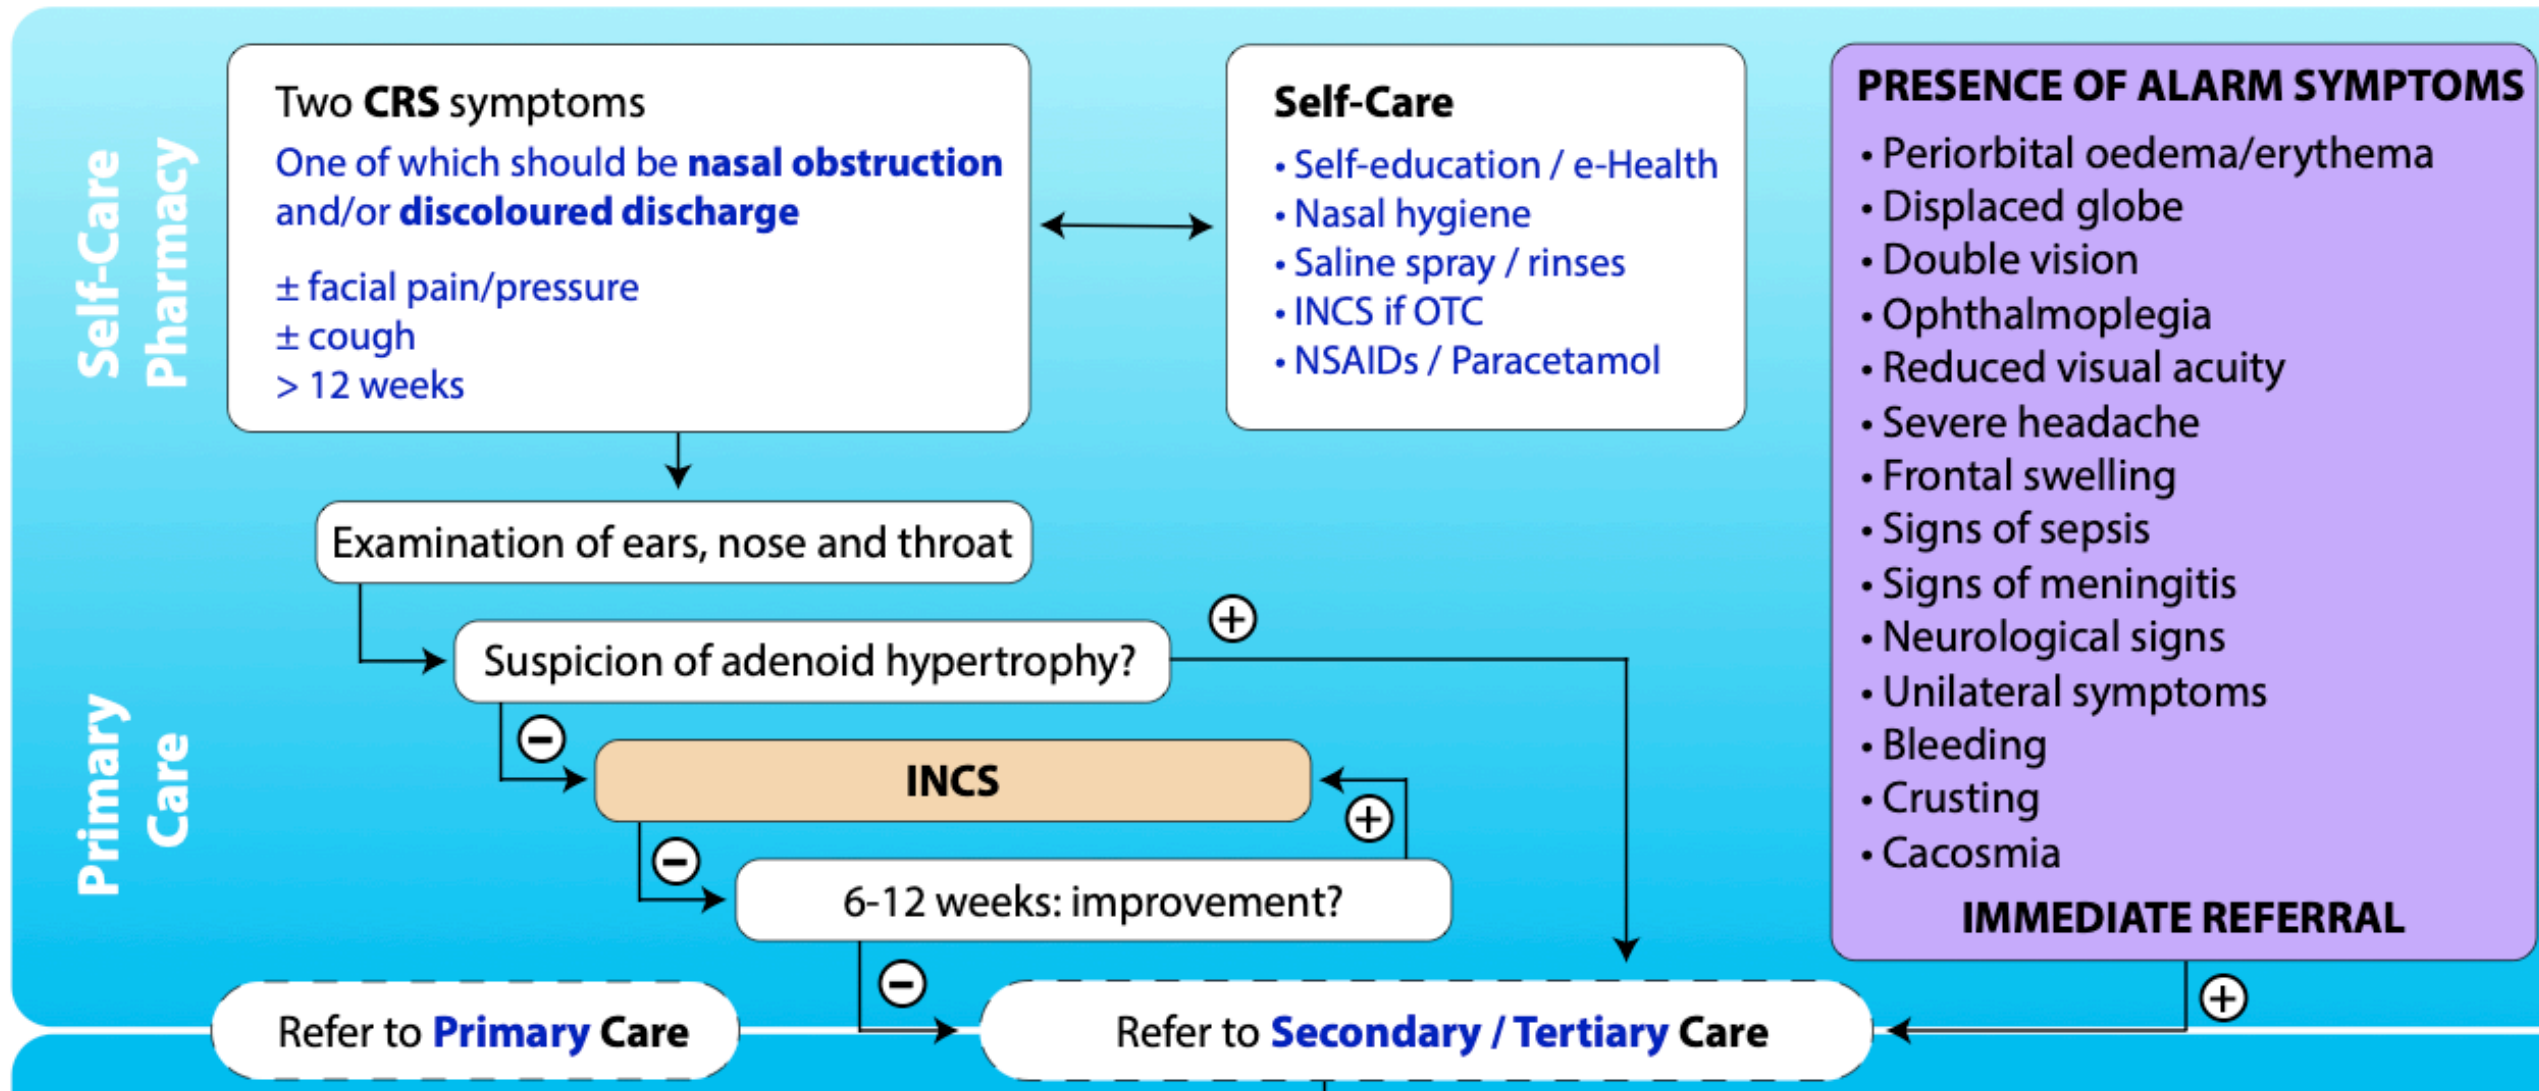 Self-Care
Pharmacy
Two CRS symptoms
One of which should be nasal obstruction
and/or discoloured discharge
± facial pain/pressure
± cough
> 12 weeks
Self-Care
• Self-education / e-Health
• Nasal hygiene
• Saline spray / rinses
• INCS if OTC
• NSAIDs / Paracetamol
PRESENCE OF ALARM SYMPTOMS
• Periorbital oedema/erythema
• Displaced globe
• Double vision
• Ophthalmoplegia
• Reduced visual acuity
• Severe headache
• Frontal swelling
• Signs of sepsis
• Signs of meningitis
• Neurological signs
• Unilateral symptoms
• Bleeding
• Crusting
• Cacosmia
IMMEDIATE REFERRAL
+
Primary
Care
Examination of ears, nose and throat
Suspicion of adenoid hypertrophy?
+
−
INCS
−
+
6-12 weeks: improvement?
−
Refer to Primary Care
Refer to Secondary / Tertiary Care